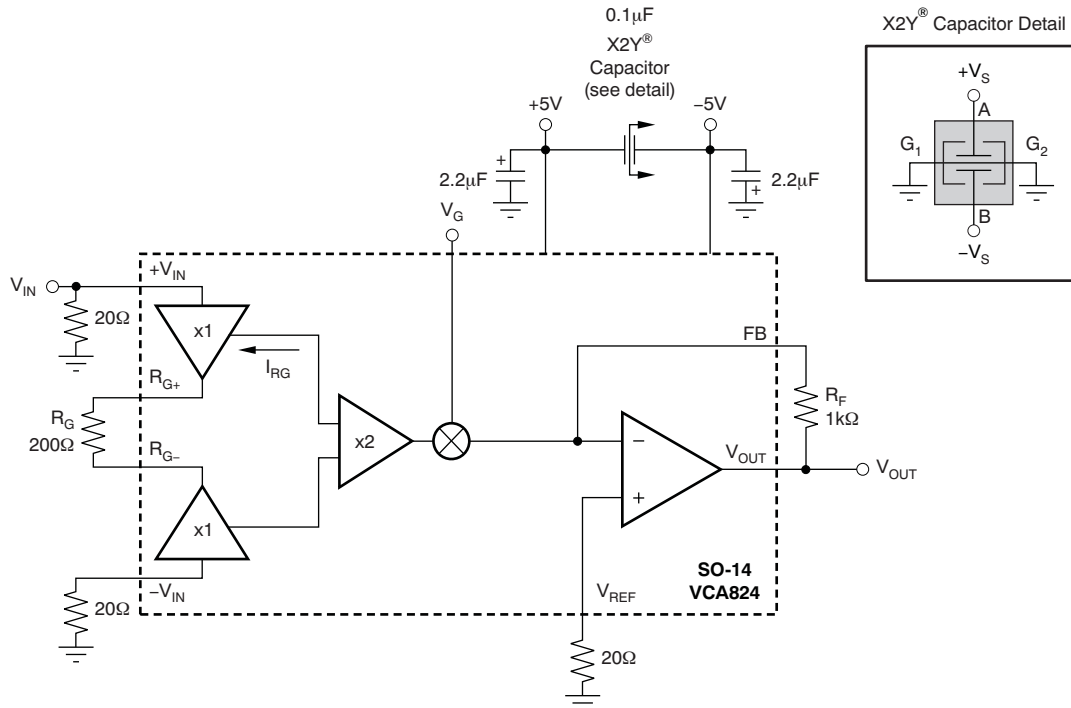 0.1μF
X2Y®
Capacitor
(see detail)
X2Y® Capacitor Detail
+VS
A
G1
G2
B
−VS
+5V
−5V
+
2.2μF
+
2.2μF
VG
+VIN
VIN
20Ω
x1
IRG
RG+
RG
200Ω
RG−
x1
−VIN
20Ω
x2
FB
RF
1kΩ
−
+
VOUT
VOUT
VREF
20Ω
SO-14
VCA824